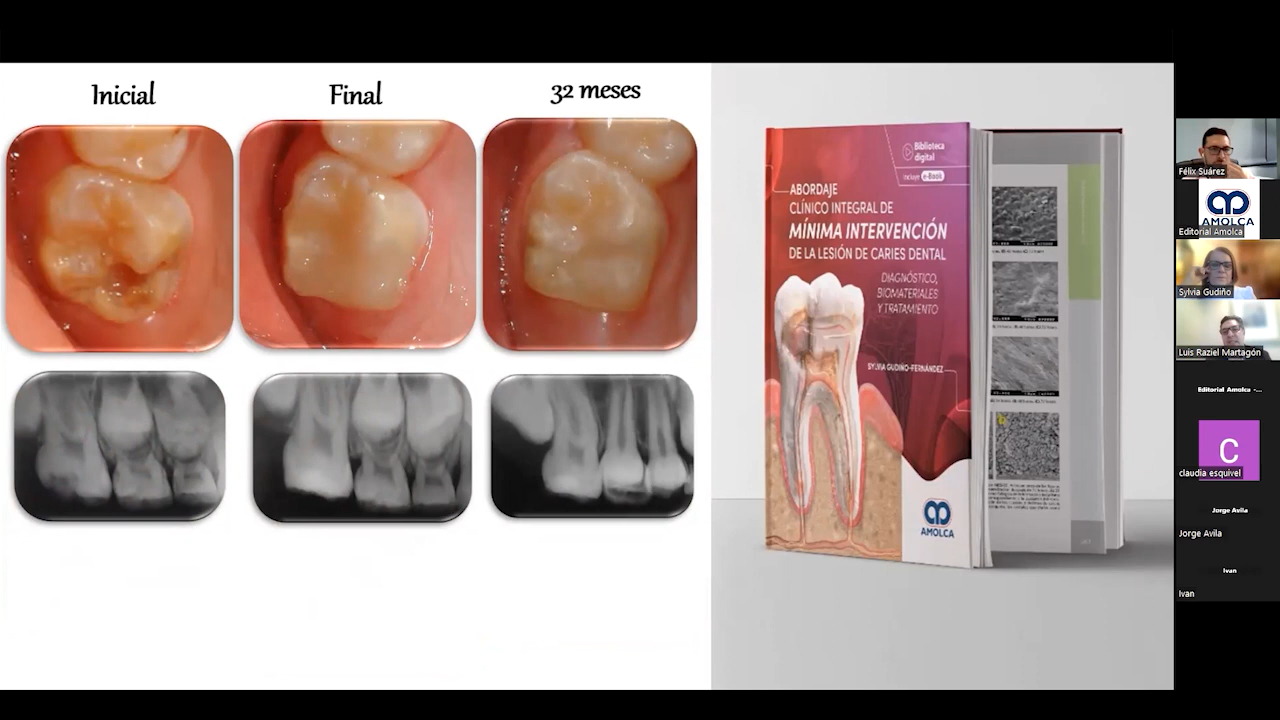 Inicial
Final
32 meses
Biblioteca
digital
incluye e-Book
ABORDAJE
CLÍNICO INTEGRAL DE
MÍNIMA INTERVENCIÓN
DE LA LESIÓN DE CARIES DENTAL
DIAGNÓSTICO,
BIOMATERIALES
Y TRATAMIENTO
SYLVIA GUDIÑO-FERNÁNDEZ
AMOLCA
Félix Suárez
AMOLCA
Editorial Amolca
Sylvia Gudiño
Luis Raziel Martagón
Editorial Amolca -...
C
claudia esquivel
Jorge Avila
Jorge Avila
Ivan
Ivan